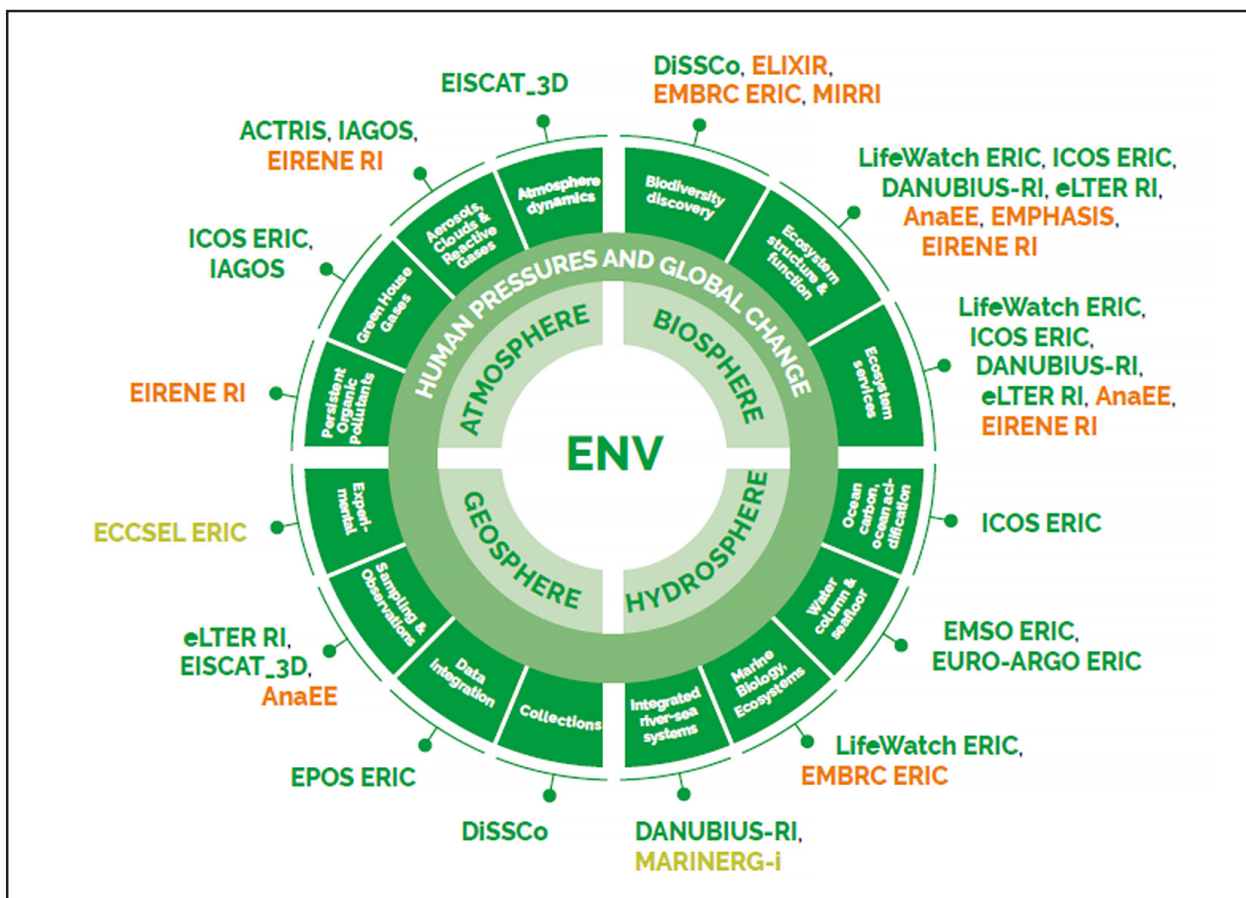 EISCAT_3D
DiSSCo, ELIXIR,
EMBRC ERIC, MIRRI
ACTRIS, IAGOS,
EIRENE RI
LifeWatch ERIC, ICOS ERIC,
DANUBIUS-RI, eLTER RI,
AnaEE, EMPHASIS,
EIRENE RI
ICOS ERIC,
IAGOS
LifeWatch ERIC,
ICOS ERIC,
DANUBIUS-RI,
eLTER RI, AnaEE,
EIRENE RI
EIRENE RI
ECCSEL ERIC
ICOS ERIC
eLTER RI,
EISCAT_3D,
AnaEE
EMSO ERIC,
EURO-ARGO ERIC
EPOS ERIC
LifeWatch ERIC,
EMBRC ERIC
DiSSCo
DANUBIUS-RI,
MARINERG-i
Atmosphere
dynamics
Biodiversity
discovery
Aerosols,
Clouds &
Reactive
Gases
Ecosystem
structure &
function
Green House
Gases
Ecosystem
services
Persistent
Organic
Pollutants
Experi-
mental
Ocean
carbon,
ocean aci-
dification
Sampling &
Observations
Water
column &
seafloor
Data
Integration
Marine
Biology,
Ecosystems
Collections
Integrated
river-sea
systems
HUMAN PRESSURES AND GLOBAL CHANGE
ATMOSPHERE
BIOSPHERE
ENV
GEOSPHERE
HYDROSPHERE